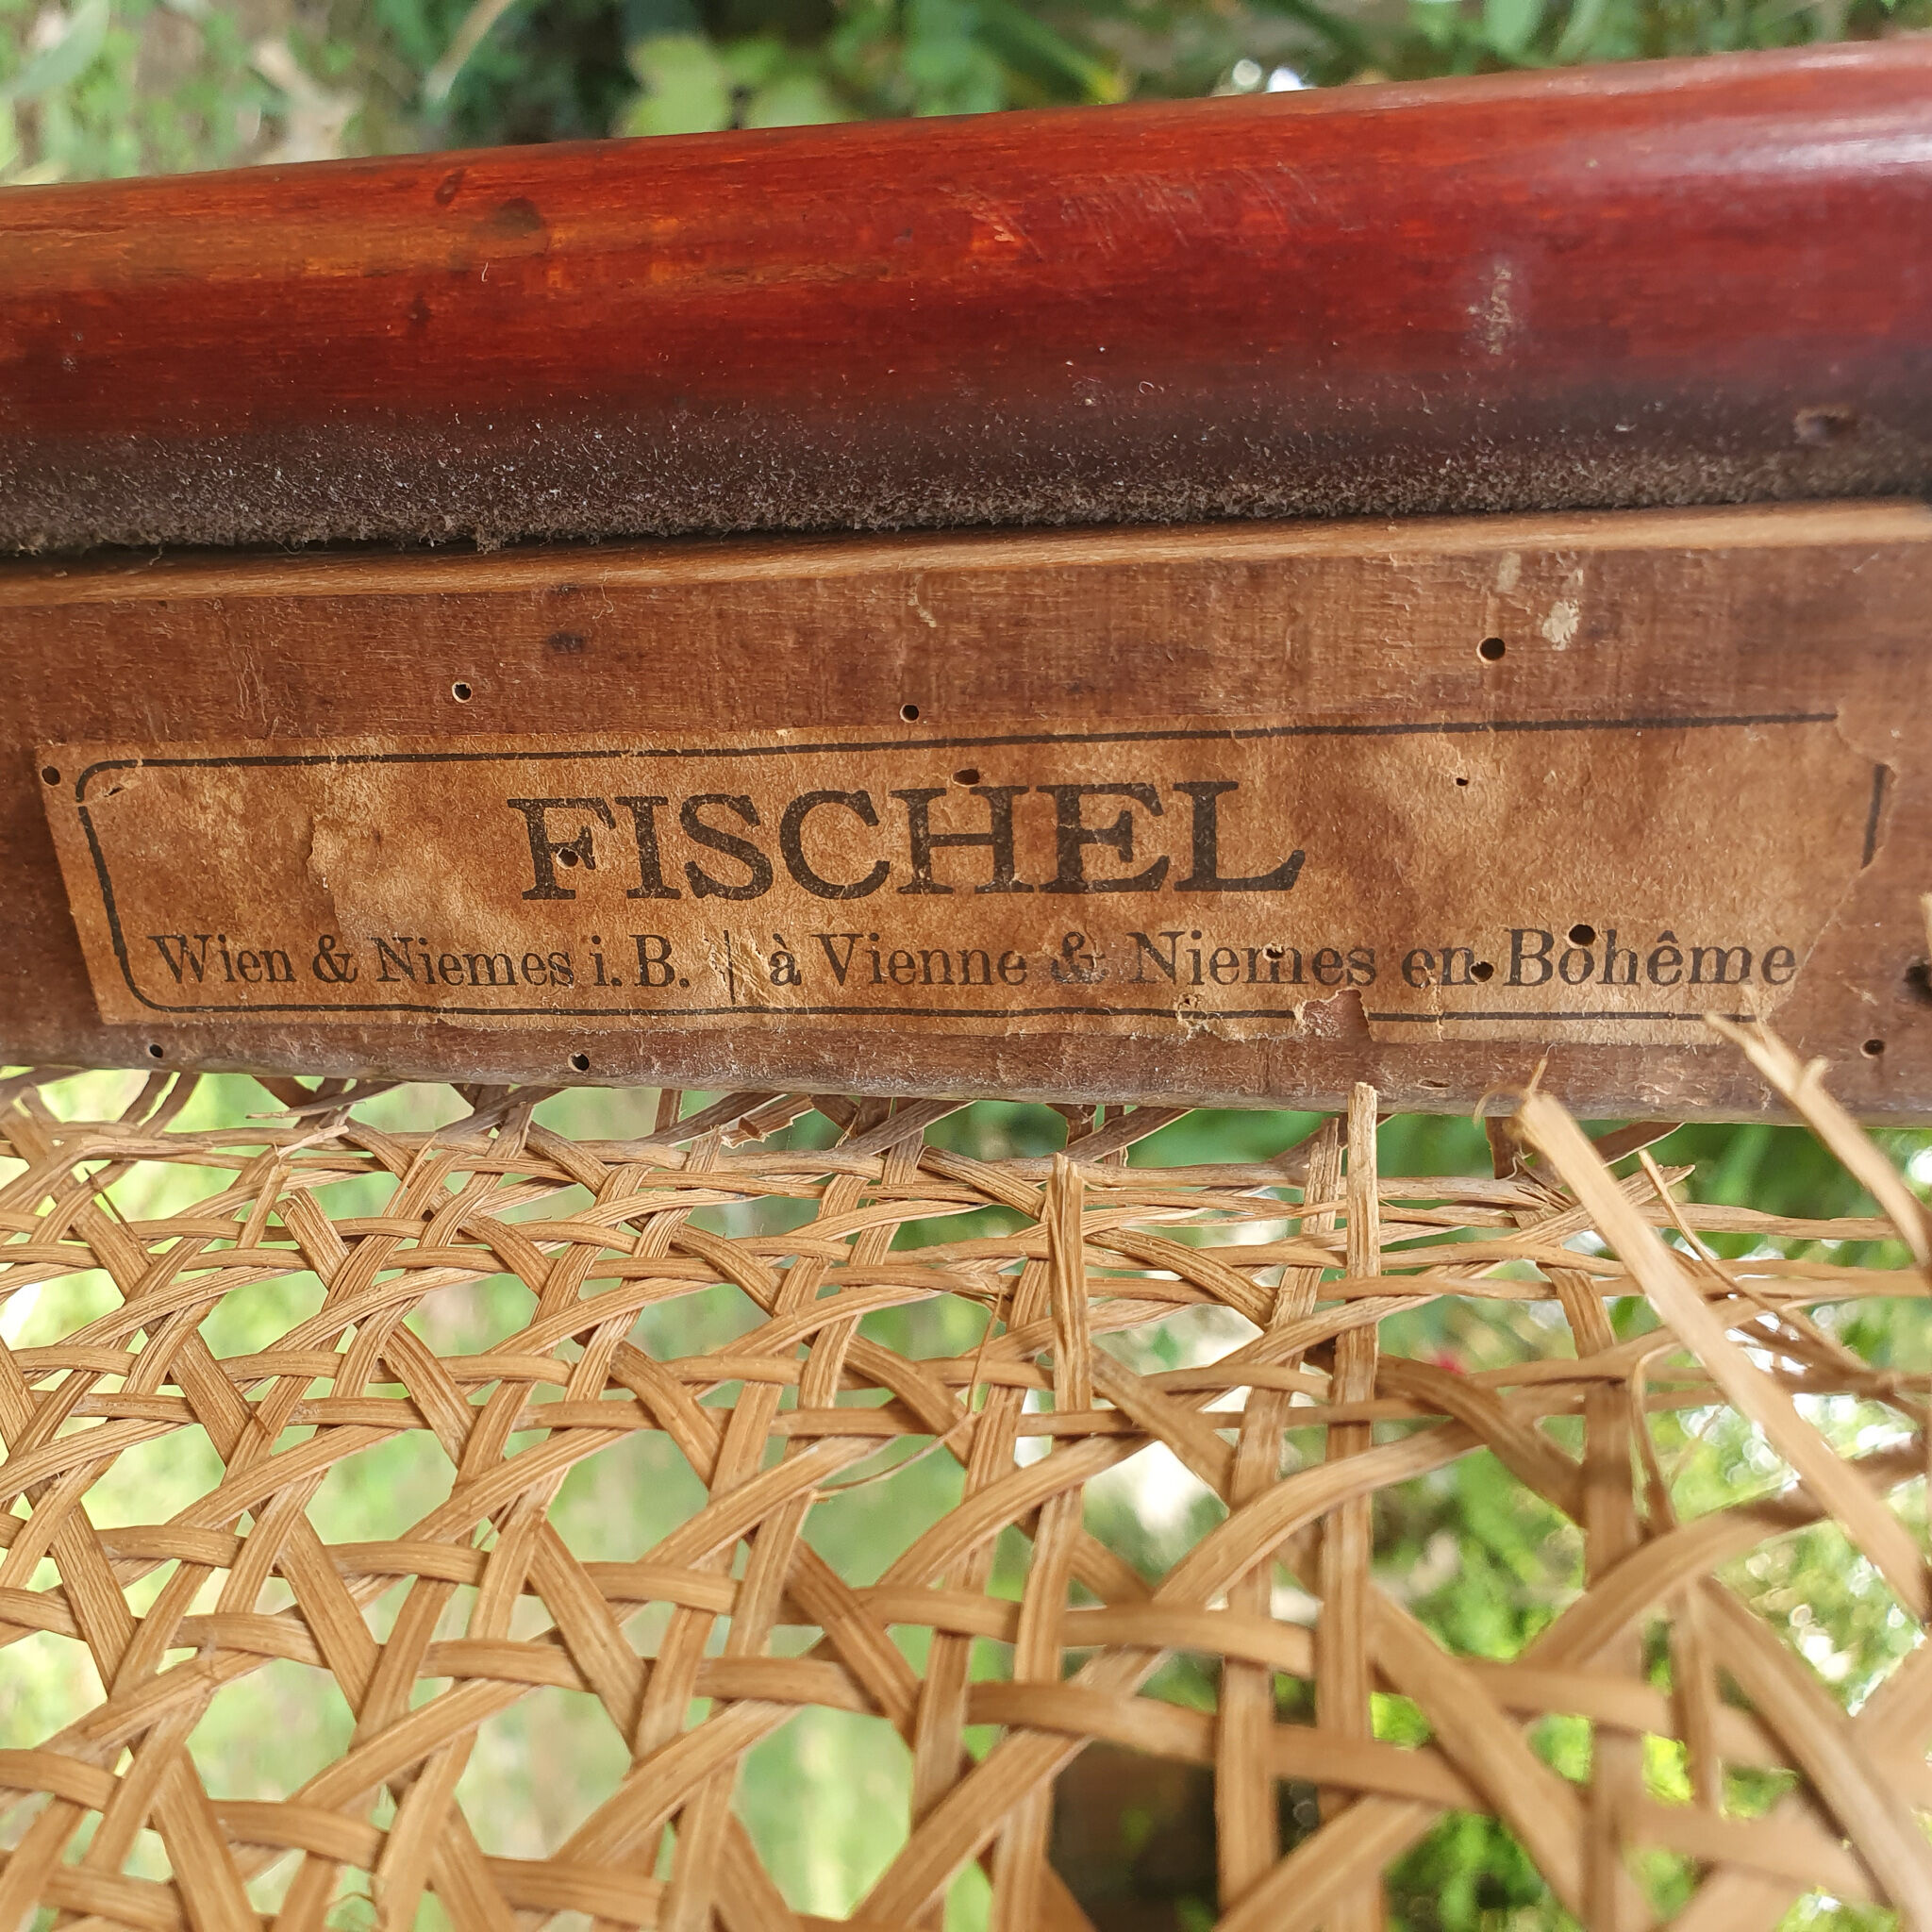 FISCHEL
Wien & Niemes i. B. | à Vienne & Niemes en Bohême